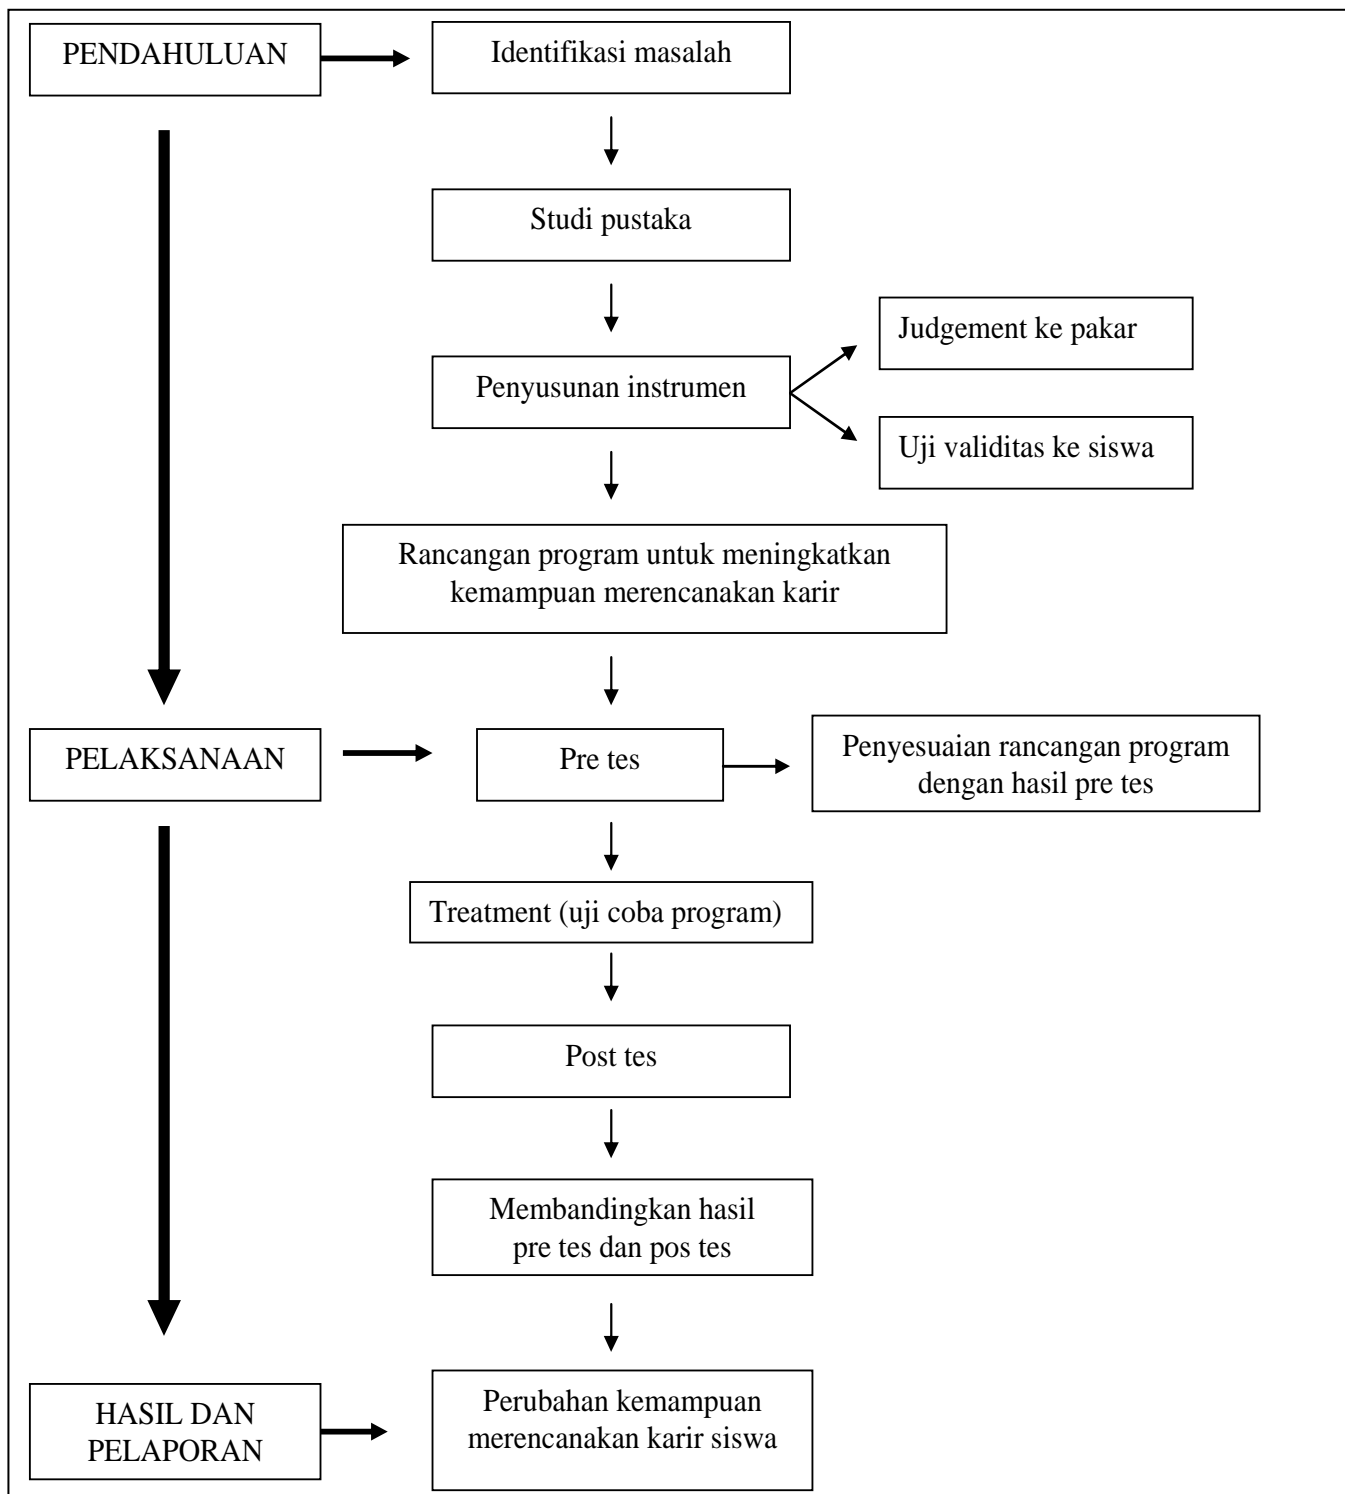 PENDAHULUAN
Identifikasi masalah
Studi pustaka
Judgement ke pakar
Penyusunan instrumen
Uji validitas ke siswa
Rancangan program untuk meningkatkan
kemampuan merencanakan karir
PELAKSANAAN
Pre tes
Penyesuaian rancangan program
dengan hasil pre tes
Treatment (uji coba program)
Post tes
Membandingkan hasil
pre tes dan pos tes
HASIL DAN
PELAPORAN
Perubahan kemampuan
merencanakan karir siswa